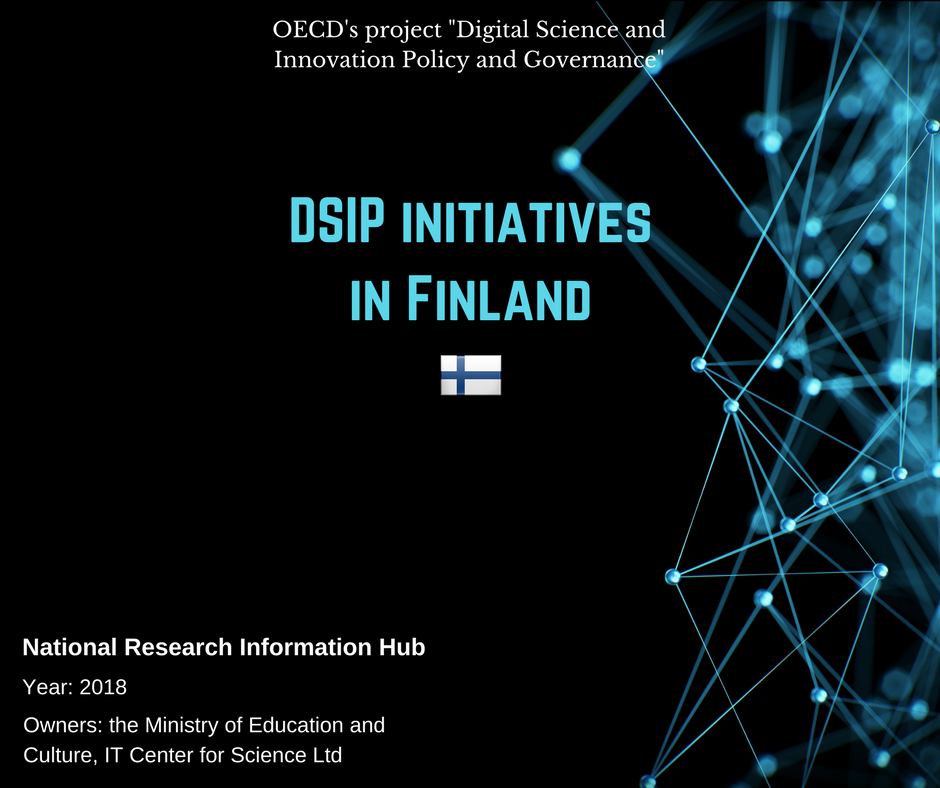 OECD's project "Digital Science and
Innovation Policy and Governance"
DSIP initiatives
in Finland
National Research Information Hub
Year: 2018
Owners: the Ministry of Education and
Culture, IT Center for Science Ltd